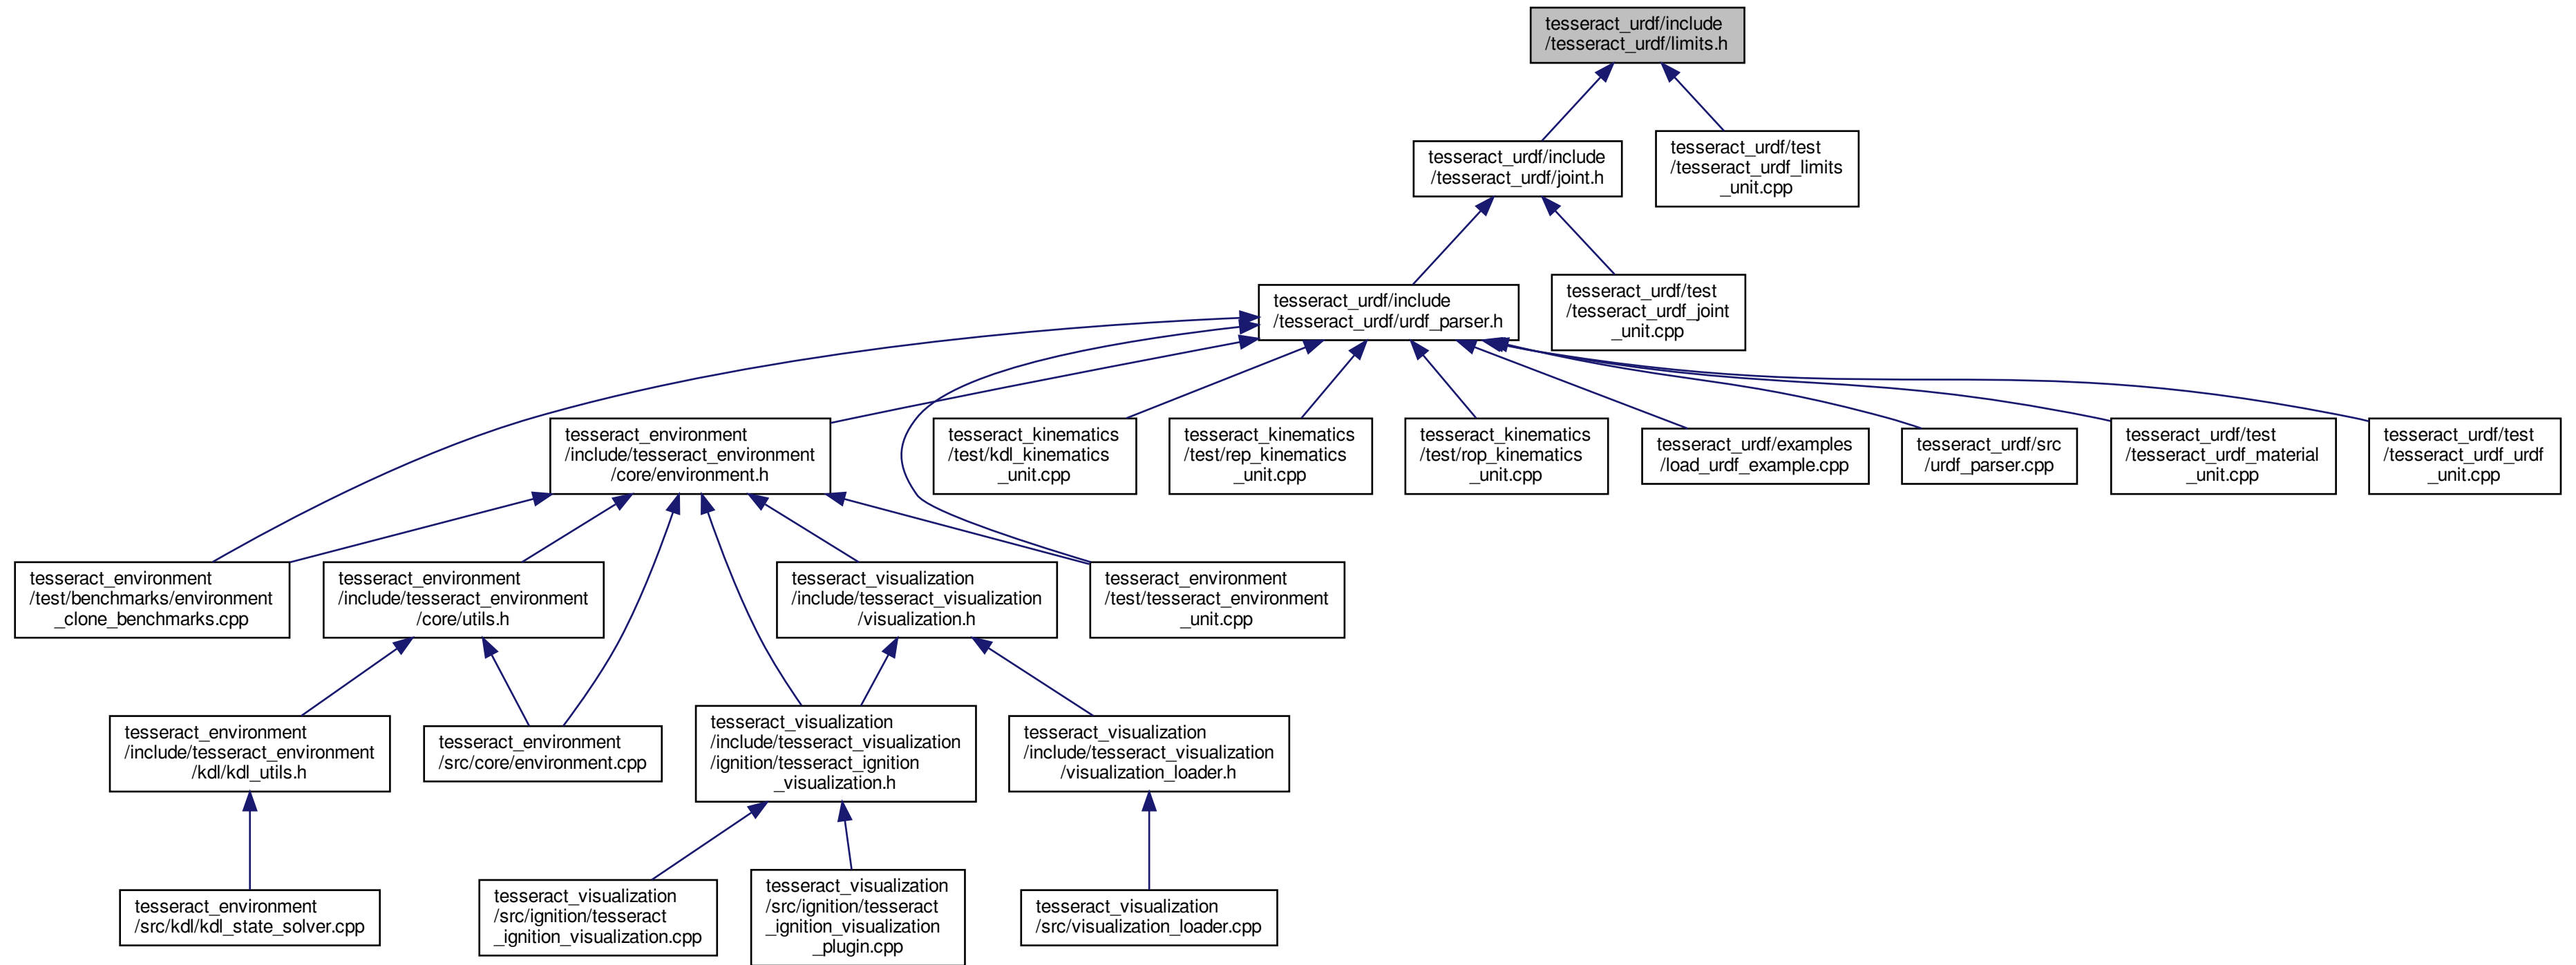 tesseract_urdf/include
/tesseract_urdf/limits.h
tesseract_urdf/include
/tesseract_urdf/joint.h
tesseract_urdf/test
/tesseract_urdf_limits
_unit.cpp
tesseract_urdf/include
/tesseract_urdf/urdf_parser.h
tesseract_urdf/test
/tesseract_urdf_joint
_unit.cpp
tesseract_environment
/include/tesseract_environment
/core/environment.h
tesseract_kinematics
/test/kdl_kinematics
_unit.cpp
tesseract_kinematics
/test/rep_kinematics
_unit.cpp
tesseract_kinematics
/test/rop_kinematics
_unit.cpp
tesseract_urdf/examples
/load_urdf_example.cpp
tesseract_urdf/src
/urdf_parser.cpp
tesseract_urdf/test
/tesseract_urdf_material
_unit.cpp
tesseract_urdf/test
/tesseract_urdf_urdf
_unit.cpp
tesseract_environment
/test/benchmarks/environment
_clone_benchmarks.cpp
tesseract_environment
/include/tesseract_environment
/core/utils.h
tesseract_visualization
/include/tesseract_visualization
/visualization.h
tesseract_environment
/test/tesseract_environment
_unit.cpp
tesseract_environment
/include/tesseract_environment
/kdl/kdl_utils.h
tesseract_environment
/src/core/environment.cpp
tesseract_visualization
/include/tesseract_visualization
/ignition/tesseract_ignition
_visualization.h
tesseract_visualization
/include/tesseract_visualization
/visualization_loader.h
tesseract_environment
/src/kdl/kdl_state_solver.cpp
tesseract_visualization
/src/ignition/tesseract
_ignition_visualization.cpp
tesseract_visualization
/src/ignition/tesseract
_ignition_visualization
_plugin.cpp
tesseract_visualization
/src/visualization_loader.cpp